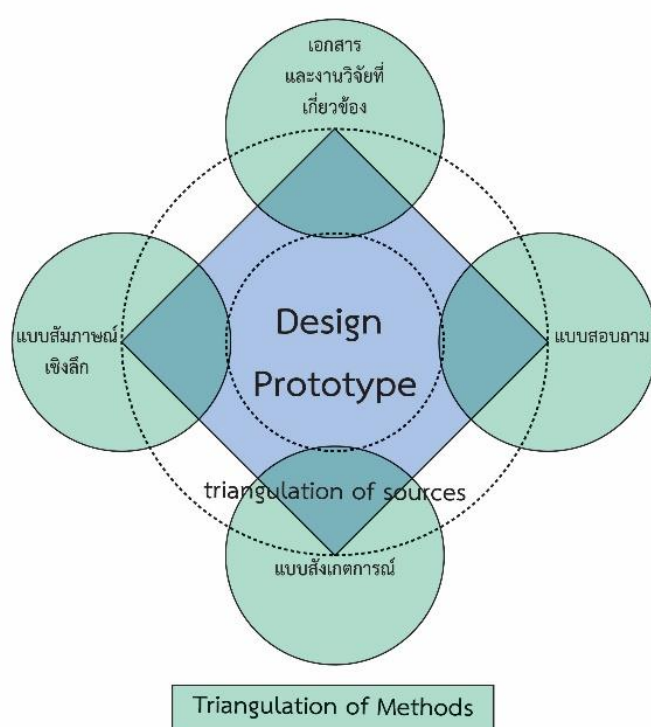 เอกสาร
และงานวิจัยที่
เกี่ยวข้อง
แบบสัมภาษณ์
เชิงลึก
Design
Prototype
แบบสอบถาม
triangulation of sources
แบบสังเกตการณ์
Triangulation of Methods